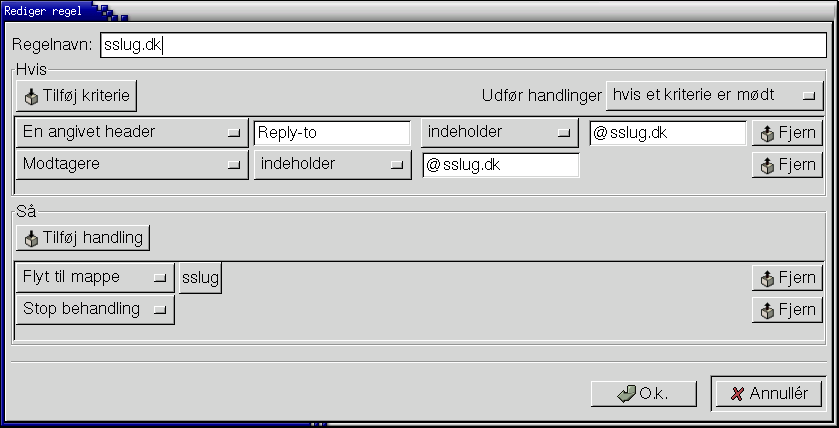 Rediger regel
Regelnavn: sslug.dk
Hvis
Tilføj kriterie Udfør handlinger hvis et kriterie er mødt
En angivet header Reply-to indeholder @sslug.dk Fjern
Modtagere indeholder @sslug.dk Fjern
Så
Tilføj handling
Flyt til mappe sslug Fjern
Stop behandling Fjern
O.k. Annullér